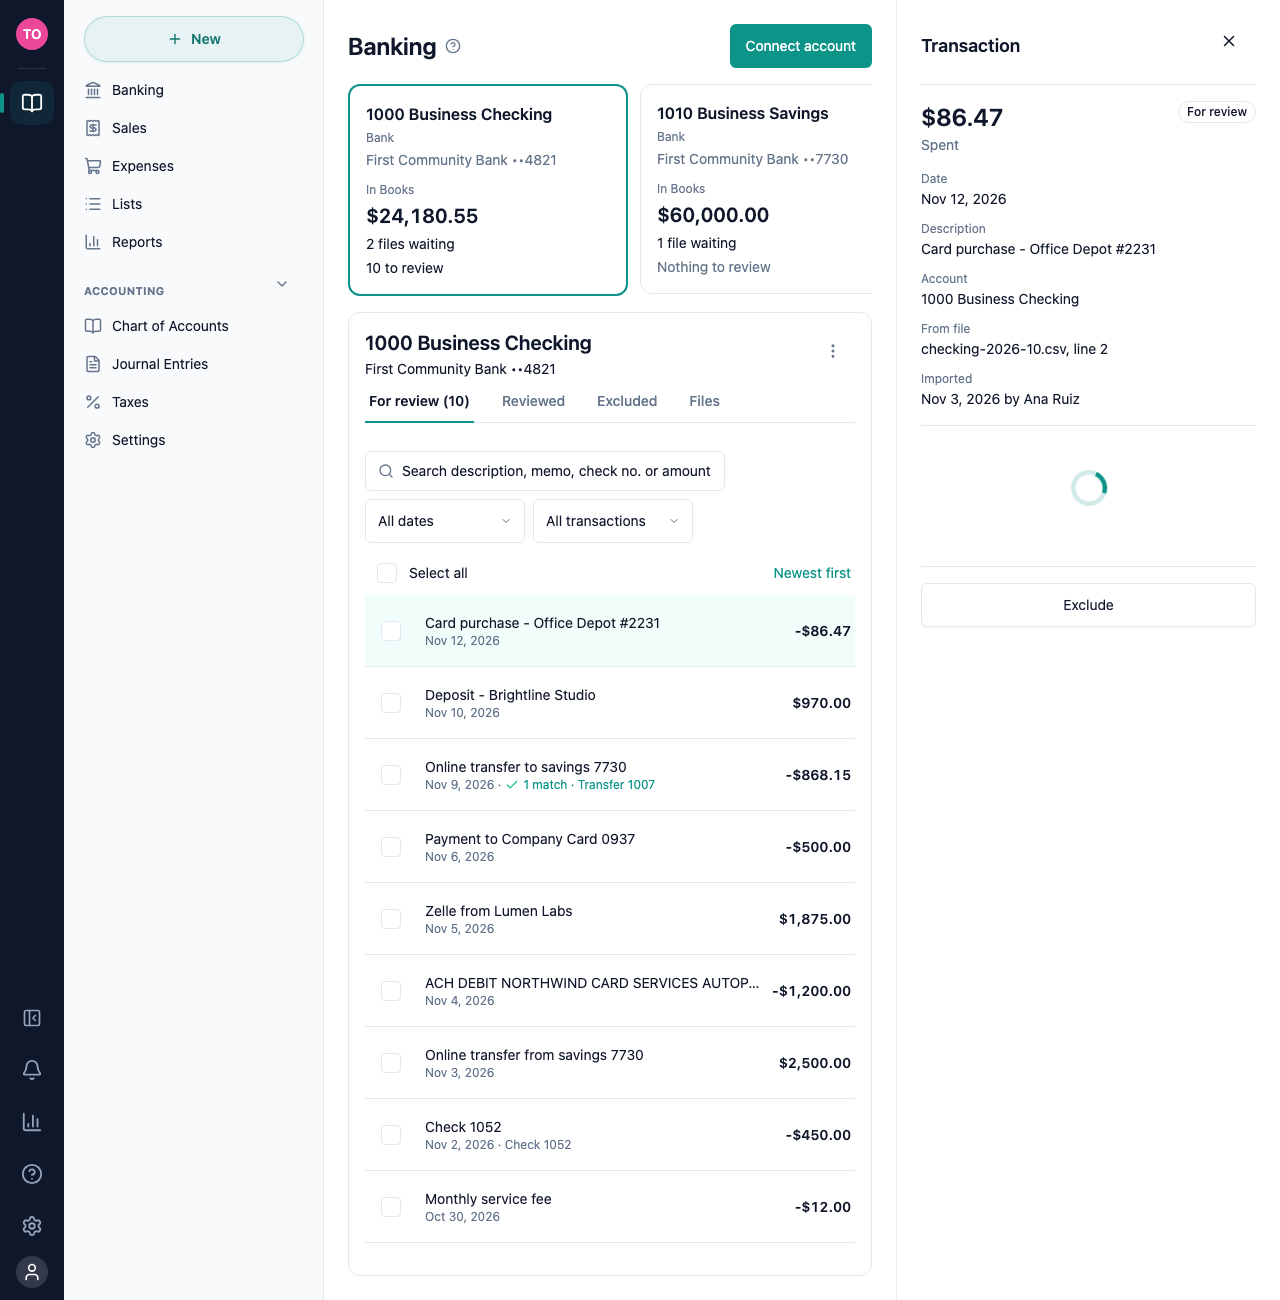 TO
New
Banking
Sales
Expenses
Lists
Reports
ACCOUNTING
Chart of Accounts
Journal Entries
Taxes
Settings
Banking
Connect account
1000 Business Checking
Bank
First Community Bank ••4821
In Books
$24,180.55
2 files waiting
10 to review
1010 Business Savings
Bank
First Community Bank ••7730
In Books
$60,000.00
1 file waiting
Nothing to review
1000 Business Checking
First Community Bank ••4821
For review (10) Reviewed Excluded Files
Search description, memo, check no. or amount
All dates All transactions
Select all Newest first
Card purchase - Office Depot #2231
Nov 12, 2026
-$86.47
Deposit - Brightline Studio
Nov 10, 2026
$970.00
Online transfer to savings 7730
Nov 9, 2026 · 1 match · Transfer 1007
-$868.15
Payment to Company Card 0937
Nov 6, 2026
-$500.00
Zelle from Lumen Labs
Nov 5, 2026
$1,875.00
ACH DEBIT NORTHWIND CARD SERVICES AUTOP...
Nov 4, 2026
-$1,200.00
Online transfer from savings 7730
Nov 3, 2026
$2,500.00
Check 1052
Nov 2, 2026 · Check 1052
-$450.00
Monthly service fee
Oct 30, 2026
-$12.00
Transaction
$86.47
For review
Spent
Date
Nov 12, 2026
Description
Card purchase - Office Depot #2231
Account
1000 Business Checking
From file
checking-2026-10.csv, line 2
Imported
Nov 3, 2026 by Ana Ruiz
Exclude